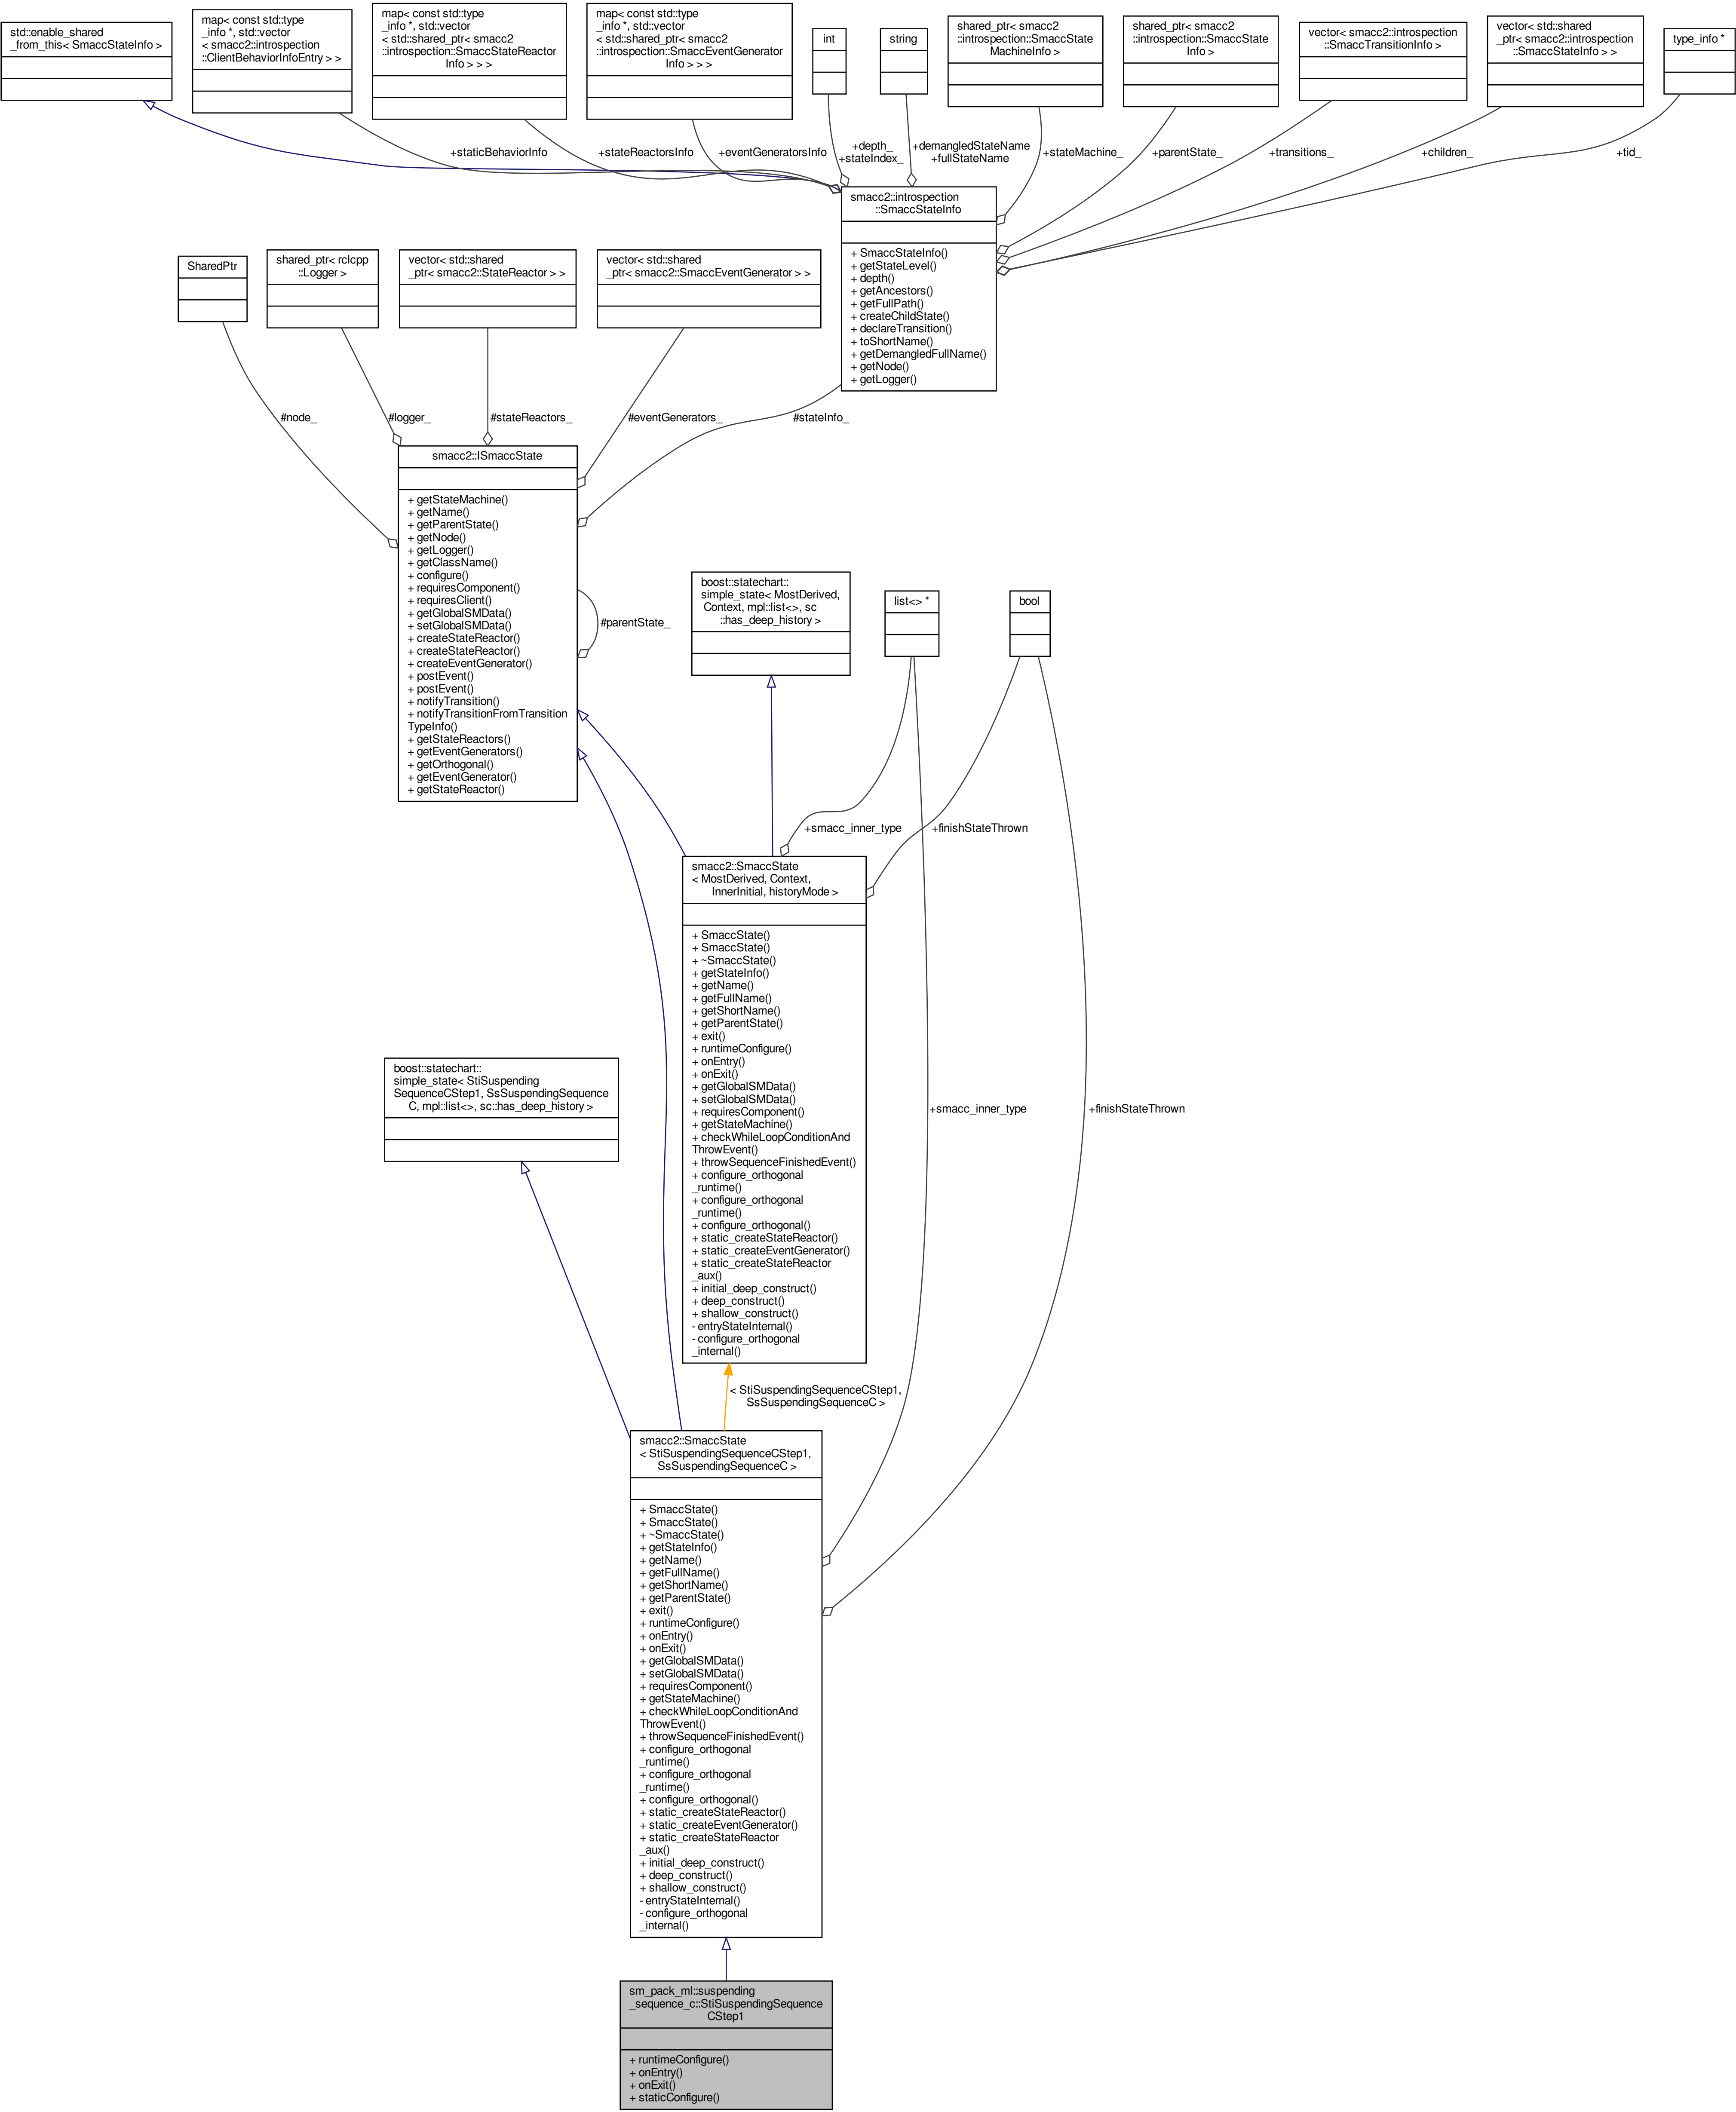 std::enable_shared
_from_this< SmaccStateInfo >
map< const std::type
_info *, std::vector
< smacc2::introspection
::ClientBehaviorInfoEntry > >
map< const std::type
_info *, std::vector
< std::shared_ptr< smacc2
::introspection::SmaccStateReactor
Info > > >
map< const std::type
_info *, std::vector
< std::shared_ptr< smacc2
::introspection::SmaccEventGenerator
Info > > >
int
string
shared_ptr< smacc2
::introspection::SmaccState
MachineInfo >
shared_ptr< smacc2
::introspection::SmaccState
Info >
vector< smacc2::introspection
::SmaccTransitionInfo >
vector< std::shared
_ptr< smacc2::introspection
::SmaccStateInfo > >
type_info *
+staticBehaviorInfo
+stateReactorsInfo
+eventGeneratorsInfo
+depth_
+stateIndex_
+demangledStateName
+fullStateName
+stateMachine_
+parentState_
+transitions_
+children_
+tid_
smacc2::introspection
::SmaccStateInfo
+ SmaccStateInfo()
+ getStateLevel()
+ depth()
+ getAncestors()
+ getFullPath()
+ createChildState()
+ declareTransition()
+ toShortName()
+ getDemangledFullName()
+ getNode()
+ getLogger()
SharedPtr
shared_ptr< rclcpp
::Logger >
vector< std::shared
_ptr< smacc2::StateReactor > >
vector< std::shared
_ptr< smacc2::SmaccEventGenerator > >
#node_
#logger_
#stateReactors_
#eventGenerators_
#stateInfo_
smacc2::ISmaccState
+ getStateMachine()
+ getName()
+ getParentState()
+ getNode()
+ getLogger()
+ getClassName()
+ configure()
+ requiresComponent()
+ requiresClient()
+ getGlobalSMData()
+ setGlobalSMData()
+ createStateReactor()
+ createStateReactor()
+ createEventGenerator()
+ postEvent()
+ postEvent()
+ notifyTransition()
+ notifyTransitionFromTransition
TypeInfo()
+ getStateReactors()
+ getEventGenerators()
+ getOrthogonal()
+ getEventGenerator()
+ getStateReactor()
#parentState_
boost::statechart::
simple_state< MostDerived,
Context, mpl::list<>, sc
::has_deep_history >
list<> *
bool
+smacc_inner_type
+finishStateThrown
smacc2::SmaccState
< MostDerived, Context,
InnerInitial, historyMode >
+ SmaccState()
+ SmaccState()
+ ~SmaccState()
+ getStateInfo()
+ getName()
+ getFullName()
+ getShortName()
+ getParentState()
+ exit()
+ runtimeConfigure()
+ onEntry()
+ onExit()
+ getGlobalSMData()
+ setGlobalSMData()
+ requiresComponent()
+ getStateMachine()
+ checkWhileLoopConditionAnd
ThrowEvent()
+ throwSequenceFinishedEvent()
+ configure_orthogonal
_runtime()
+ configure_orthogonal
_runtime()
+ configure_orthogonal()
+ static_createStateReactor()
+ static_createEventGenerator()
+ static_createStateReactor
_aux()
+ initial_deep_construct()
+ deep_construct()
+ shallow_construct()
- entryStateInternal()
- configure_orthogonal
_internal()
boost::statechart::
simple_state< StiSuspending
SequenceCStep1, SsSuspendingSequence
C, mpl::list<>, sc::has_deep_history >
+smacc_inner_type
+finishStateThrown
< StiSuspendingSequenceCStep1,
SsSuspendingSequenceC >
smacc2::SmaccState
< StiSuspendingSequenceCStep1,
SsSuspendingSequenceC >
+ SmaccState()
+ SmaccState()
+ ~SmaccState()
+ getStateInfo()
+ getName()
+ getFullName()
+ getShortName()
+ getParentState()
+ exit()
+ runtimeConfigure()
+ onEntry()
+ onExit()
+ getGlobalSMData()
+ setGlobalSMData()
+ requiresComponent()
+ getStateMachine()
+ checkWhileLoopConditionAnd
ThrowEvent()
+ throwSequenceFinishedEvent()
+ configure_orthogonal
_runtime()
+ configure_orthogonal
_runtime()
+ configure_orthogonal()
+ static_createStateReactor()
+ static_createEventGenerator()
+ static_createStateReactor
_aux()
+ initial_deep_construct()
+ deep_construct()
+ shallow_construct()
- entryStateInternal()
- configure_orthogonal
_internal()
sm_pack_ml::suspending
_sequence_c::StiSuspendingSequence
CStep1
+ runtimeConfigure()
+ onEntry()
+ onExit()
+ staticConfigure()